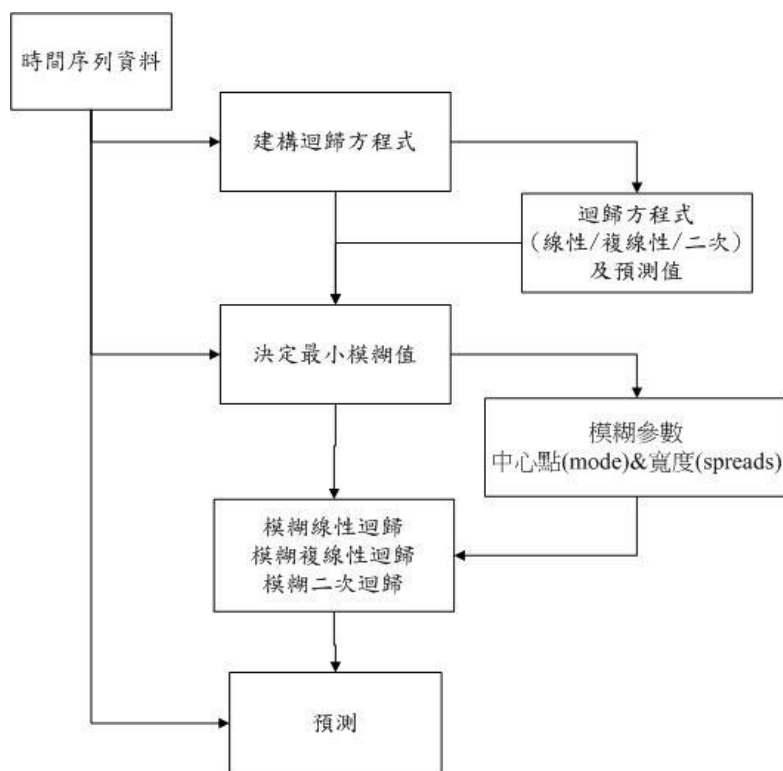 時間序列資料
建構迴歸方程式
迴歸方程式
(線性/複線性/二次)
及預測值
決定最小模糊值
模糊參數
中心點(mode)&寬度(spreads)
模糊線性迴歸
模糊複線性迴歸
模糊二次迴歸
預測